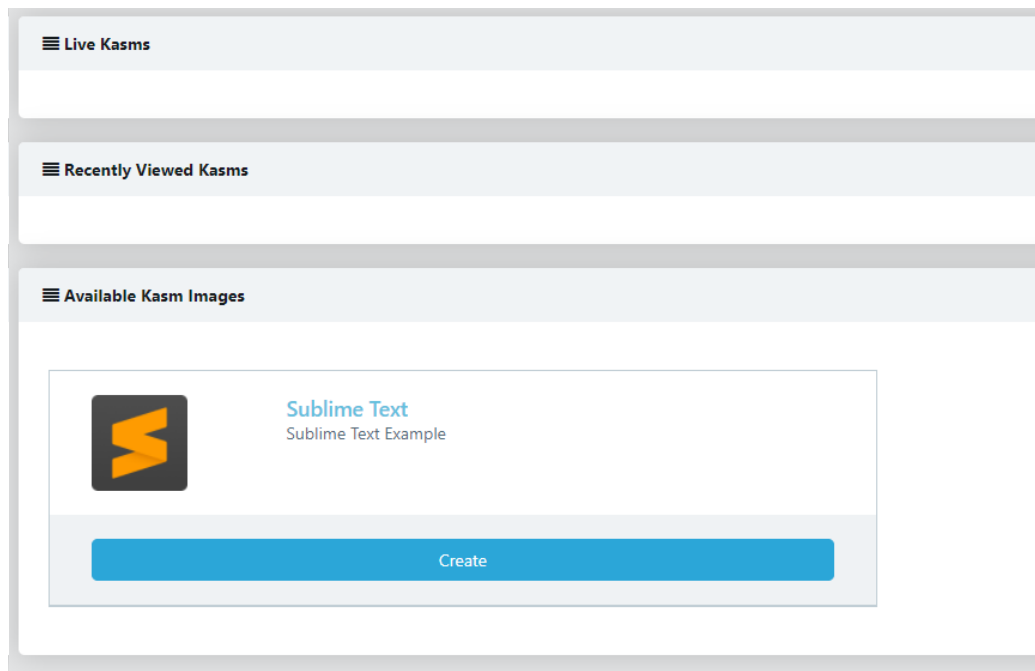 Live Kasms
Recently Viewed Kasms
Available Kasm Images
Sublime Text
Sublime Text Example
Create